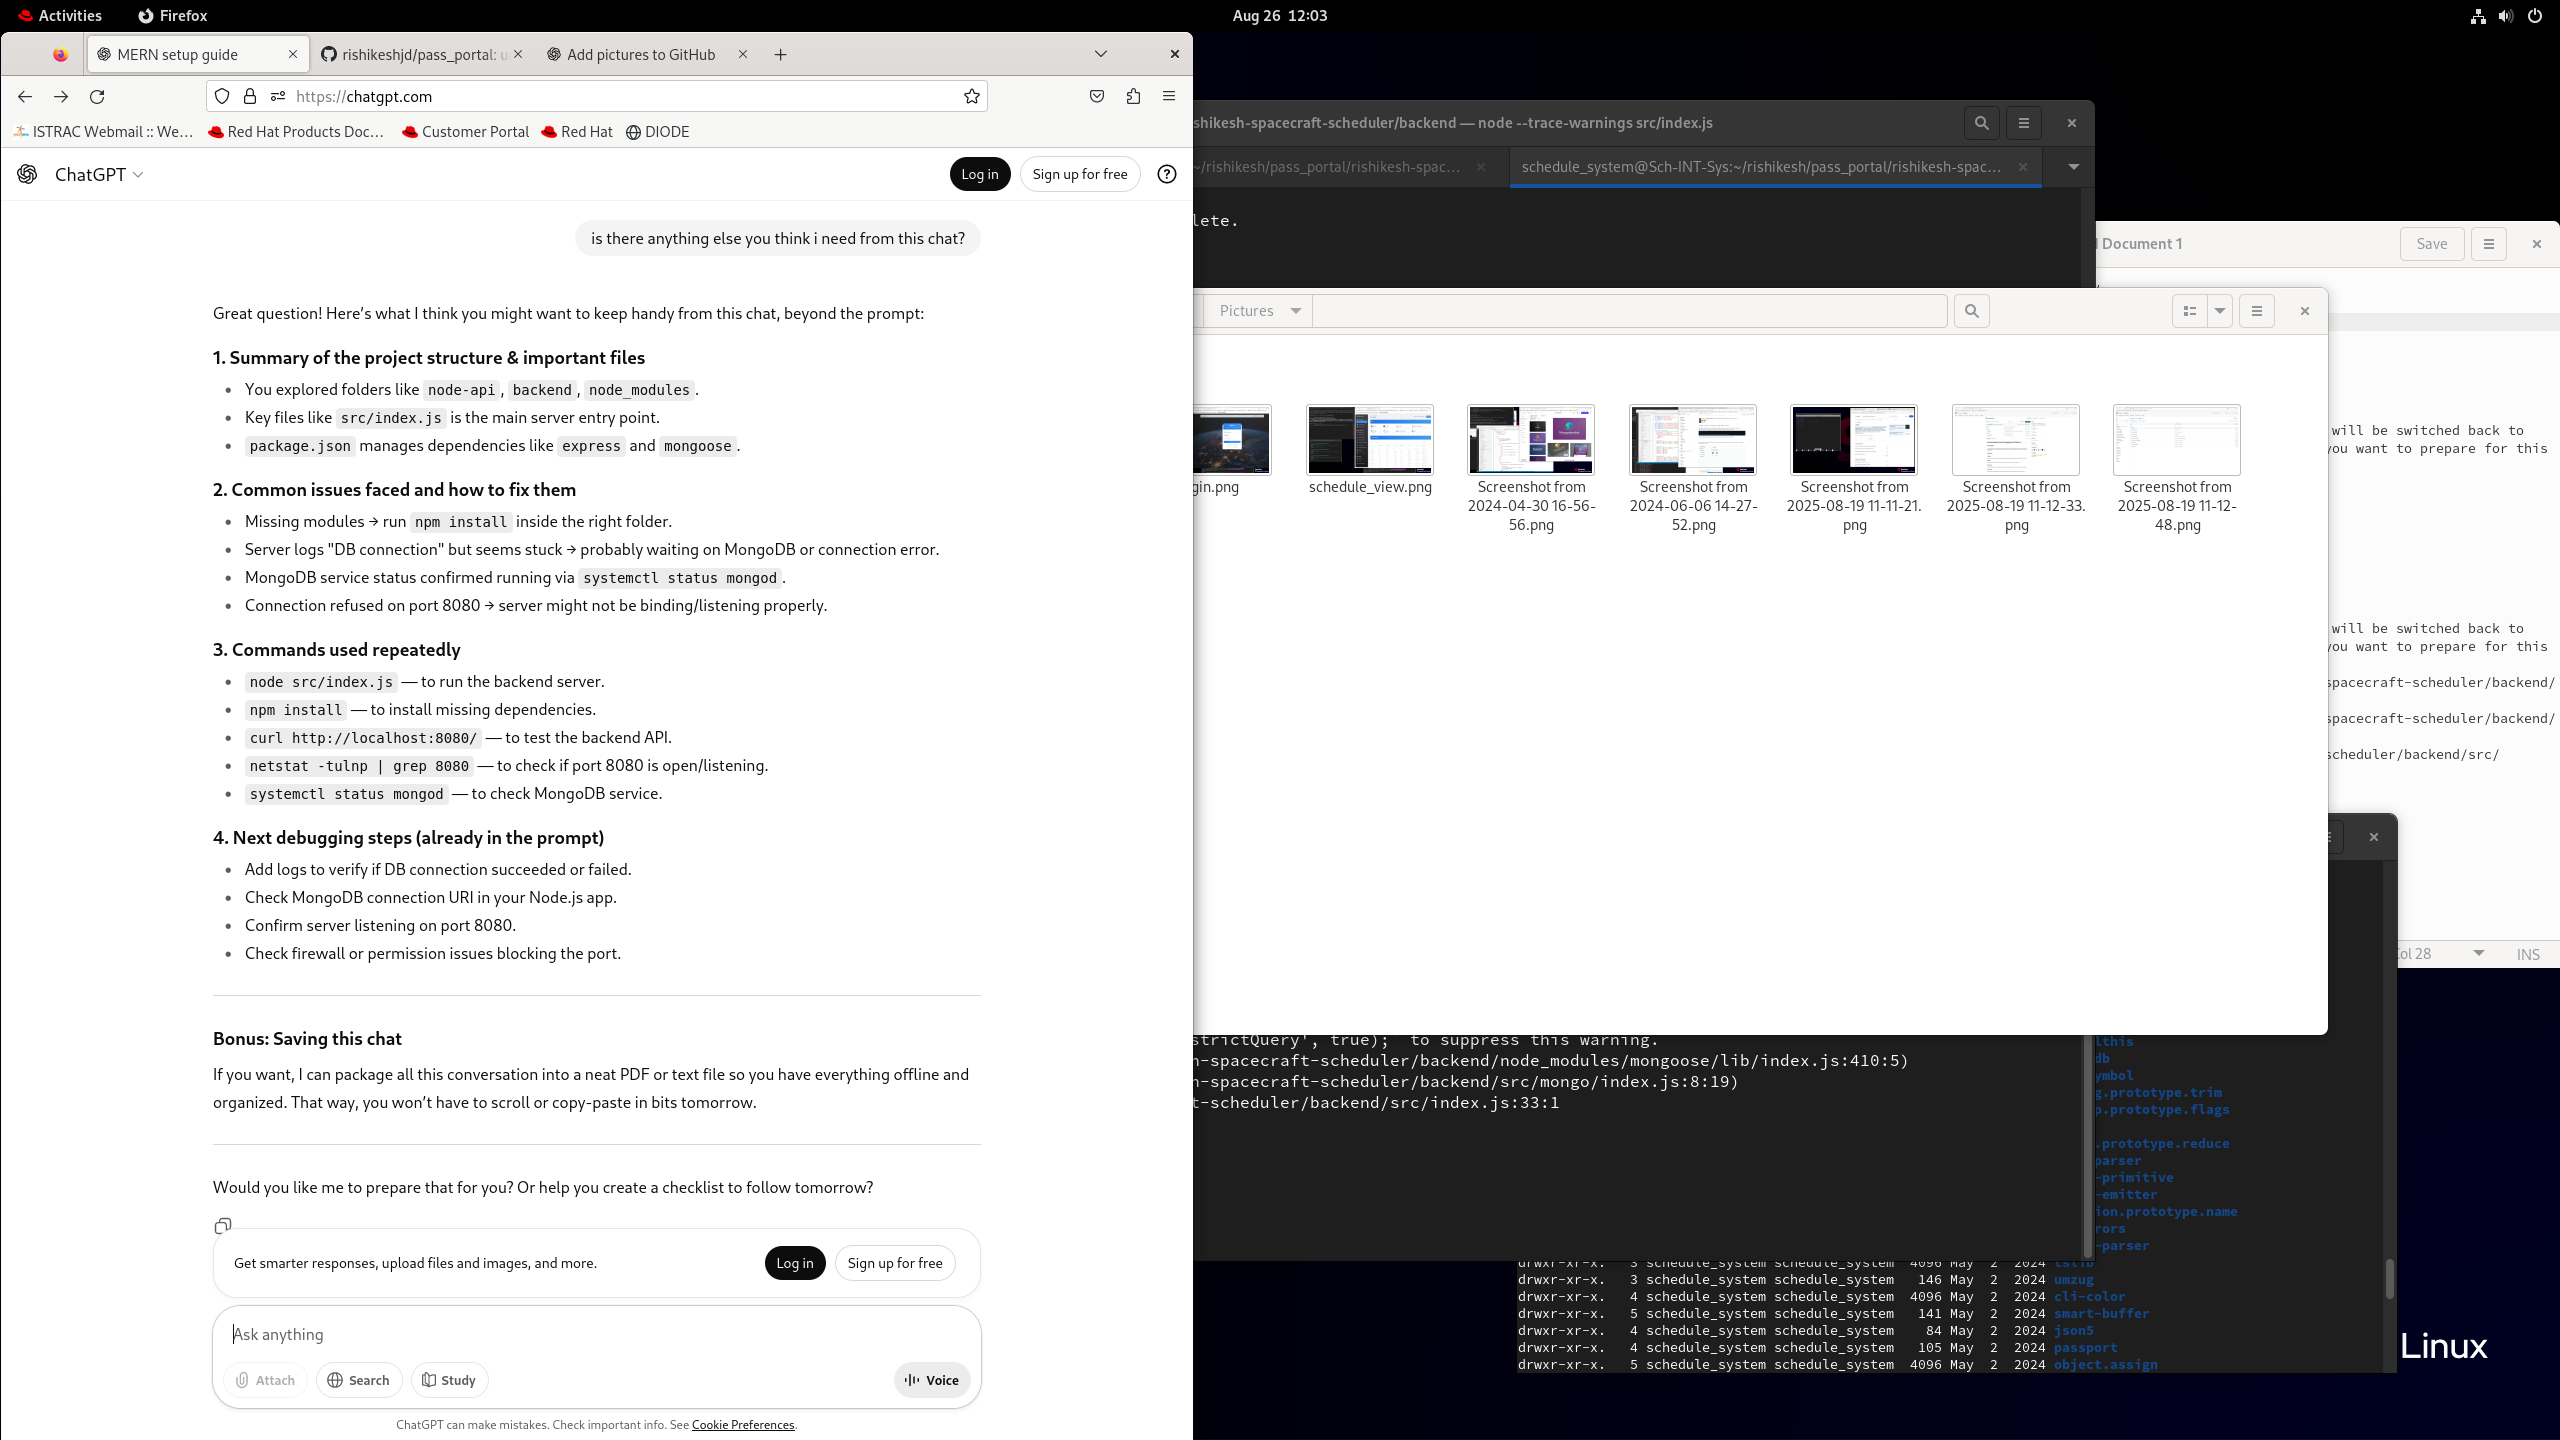 Activities
Firefox
Aug 26 12:03
MERN setup guide
rishikeshjd/pass_portal: u
Add pictures to GitHub
https://chatgpt.com
ISTRAC Webmail :: We...
Red Hat Products Doc...
Customer Portal
Red Hat
DIODE
ChatGPT
Log in
Sign up for free
is there anything else you think i need from this chat?
Great question! Here's what I think you might want to keep handy from this chat, beyond the prompt:
1. Summary of the project structure & important files
• You explored folders like node-api, backend, node_modules.
• Key files like src/index.js is the main server entry point.
• package.json manages dependencies like express and mongoose.
2. Common issues faced and how to fix them
• Missing modules → run npm install inside the right folder.
• Server logs "DB connection" but seems stuck → probably waiting on MongoDB or connection error.
• MongoDB service status confirmed running via systemctl status mongod.
• Connection refused on port 8080 → server might not be binding/listening properly.
3. Commands used repeatedly
• node src/index.js — to run the backend server.
• npm install — to install missing dependencies.
• curl http://localhost:8080/ — to test the backend API.
• netstat -tulnp | grep 8080 — to check if port 8080 is open/listening.
• systemctl status mongod — to check MongoDB service.
4. Next debugging steps (already in the prompt)
• Add logs to verify if DB connection succeeded or failed.
• Check MongoDB connection URI in your Node.js app.
• Confirm server listening on port 8080.
• Check firewall or permission issues blocking the port.
Bonus: Saving this chat
If you want, I can package all this conversation into a neat PDF or text file so you have everything offline and
organized. That way, you won't have to scroll or copy-paste in bits tomorrow.
Would you like me to prepare that for you? Or help you create a checklist to follow tomorrow?
Get smarter responses, upload files and images, and more.
Log in
Sign up for free
Ask anything
Attach
Search
Study
Voice
ChatGPT can make mistakes. Check important info. See Cookie Preferences.
shikesh-spacecraft-scheduler/backend — node --trace-warnings src/index.js
~/rishikesh/pass_portal/rishikesh-spac...
schedule_system@Sch-INT-Sys:~/rishikesh/pass_portal/rishikesh-spac...
lete.
Document 1
Save
Pictures
gin.png
schedule_view.png
Screenshot from
2024-04-30 16-56-
56.png
Screenshot from
2024-06-06 14-27-
52.png
Screenshot from
2025-08-19 11-11-21.
png
Screenshot from
2025-08-19 11-12-33.
png
Screenshot from
2025-08-19 11-12-
48.png
will be switched back to
you want to prepare for this
will be switched back to
you want to prepare for this
spacecraft-scheduler/backend/
spacecraft-scheduler/backend/
scheduler/backend/src/
Col 28
INS
strictQuery', true);` to suppress this warning.
h-spacecraft-scheduler/backend/node_modules/mongoose/lib/index.js:410:5)
h-spacecraft-scheduler/backend/src/mongo/index.js:8:19)
t-scheduler/backend/src/index.js:33:1
lthis
db
ymbol
g.prototype.trim
p.prototype.flags
.prototype.reduce
parser
-primitive
-emitter
ion.prototype.name
rors
-parser
drwxr-xr-x. 3 schedule_system schedule_system 4096 May 2 2024 cslib
drwxr-xr-x. 3 schedule_system schedule_system 146 May 2 2024 umzug
drwxr-xr-x. 4 schedule_system schedule_system 4096 May 2 2024 cli-color
drwxr-xr-x. 5 schedule_system schedule_system 141 May 2 2024 smart-buffer
drwxr-xr-x. 4 schedule_system schedule_system 84 May 2 2024 json5
drwxr-xr-x. 4 schedule_system schedule_system 105 May 2 2024 passport
drwxr-xr-x. 5 schedule_system schedule_system 4096 May 2 2024 object.assign
Linux